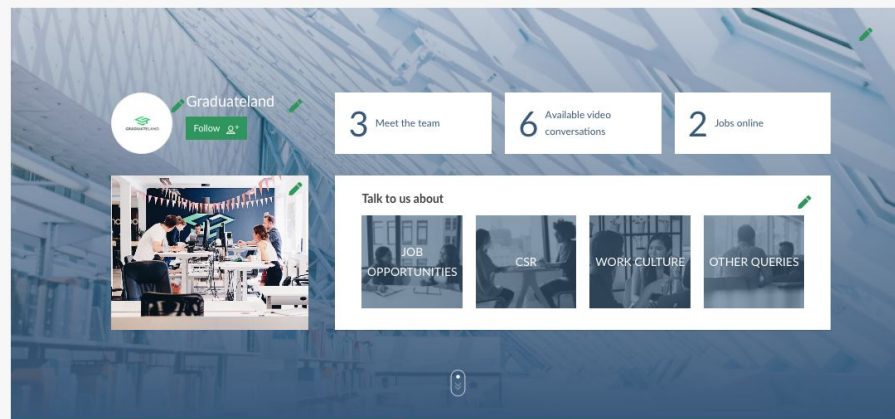 Graduateland
GRADUATELAND
Follow
3 Meet the team
6 Available video
conversations
2 Jobs online
Talk to us about
JOB
OPPORTUNITIES
CSR
WORK CULTURE
OTHER QUERIES